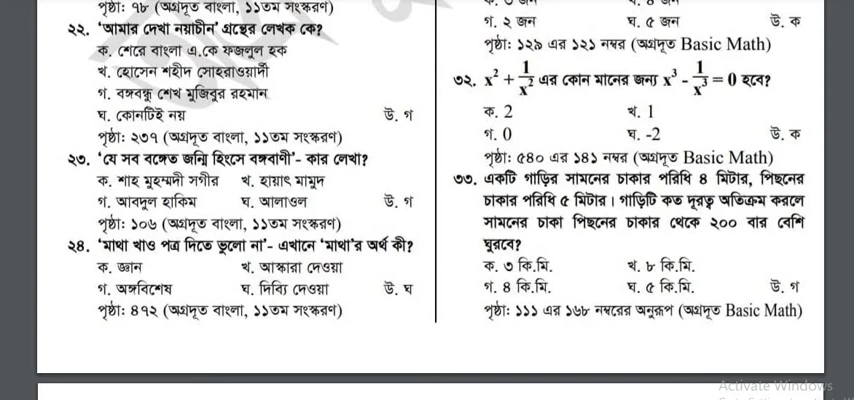 পৃষ্ঠা: ৭৮ (অগ্রদূত বাংলা, ১১তম সংস্করণ)
২২. 'আমার দেখা নয়াচীন' গ্রন্থের লেখক কে?
ক. শেরে বাংলা এ.কে ফজলুল হক
খ. হোসেন শহীদ সোহরাওয়ার্দী
গ. বঙ্গবন্ধু শেখ মুজিবুর রহমান
ঘ. কোনটিই নয় উ. গ
পৃষ্ঠা: ২৩৭ (অগ্রদূত বাংলা, ১১তম সংস্করণ)
২৩. 'যে সব বঙ্গেত জন্মি হিংসে বঙ্গবাণী'- কার লেখা?
ক. শাহ মুহম্মদী সগীর খ. হায়াৎ মামুদ
গ. আবদুল হাকিম ঘ. আলাওল উ. গ
পৃষ্ঠা: ১০৬ (অগ্রদূত বাংলা, ১১তম সংস্করণ)
২৪. 'মাথা খাও পত্র দিতে ভুলো না'- এখানে 'মাথা'র অর্থ কী?
ক. জ্ঞান খ. আস্কারা দেওয়া
গ. অঙ্গবিশেষ ঘ. দিব্যি দেওয়া উ. ঘ
পৃষ্ঠা: ৪৭২ (অগ্রদূত বাংলা, ১১তম সংস্করণ)
গ. ২ জন ঘ. ৫ জন উ. ক
পৃষ্ঠা: ১২৯ এর ১২১ নম্বর (অগ্রদূত Basic Math)
৩২. x² + 1/x² এর কোন মানের জন্য x³ - 1/x³ = 0 হবে?
ক. 2 খ. 1
গ. 0 ঘ. -2 উ. ক
পৃষ্ঠা: ৫৪০ এর ১৪১ নম্বর (অগ্রদূত Basic Math)
৩৩. একটি গাড়ির সামনের চাকার পরিধি ৪ মিটার, পিছনের
চাকার পরিধি ৫ মিটার। গাড়িটি কত দূরত্ব অতিক্রম করলে
সামনের চাকা পিছনের চাকার থেকে ২০০ বার বেশি
ঘুরবে?
ক. ৩ কি.মি. খ. ৮ কি.মি.
গ. ৪ কি.মি. ঘ. ৫ কি.মি. উ. গ
পৃষ্ঠা: ১১১ এর ১৬৮ নম্বরের অনুরূপ (অগ্রদূত Basic Math)
Activate Windows